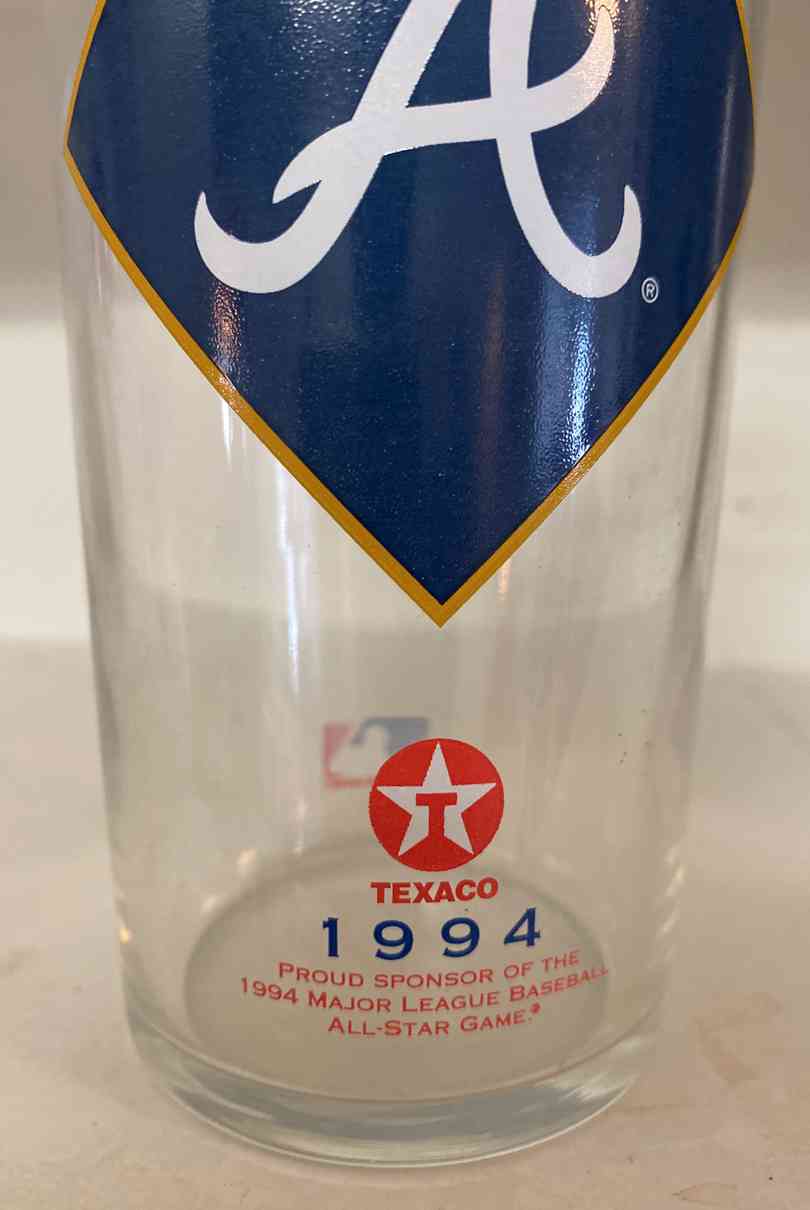 A
®
T
TEXACO
1994
PROUD SPONSOR OF THE
1994 MAJOR LEAGUE BASEBALL
ALL-STAR GAME.®